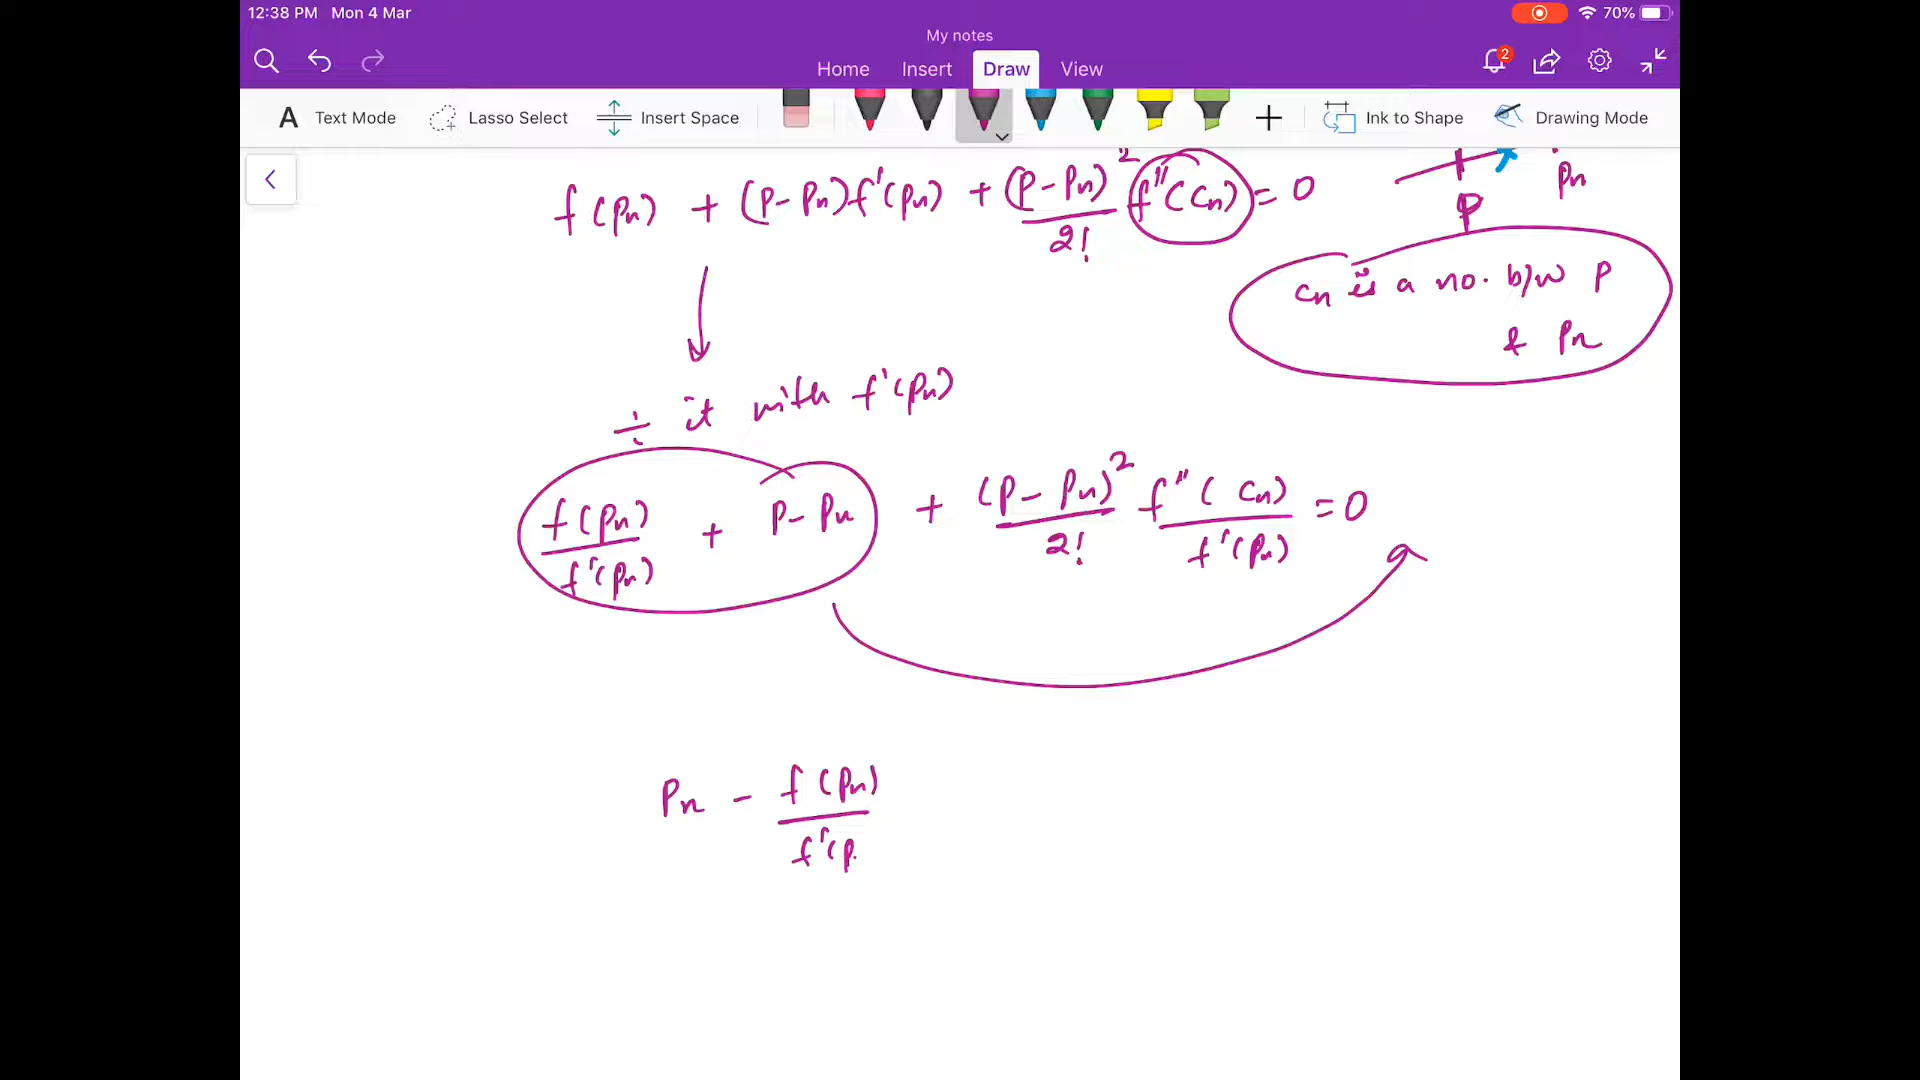 12:38 PM Mon 4 Mar 70%
My notes
Home Insert Draw View 2
A Text Mode Lasso Select Insert Space + Ink to Shape Drawing Mode
f(pn) + (p-pn)f'(pn) + (p-pn)²/2! f''(cn) = 0
P Pn
cn is a no. b/w P
& Pn
÷ it with f'(pn)
f(pn)/f'(pn) + P-Pn + (P-Pn)²/2! f''(cn)/f'(pn) = 0
Pn - f(pn)/f'(p